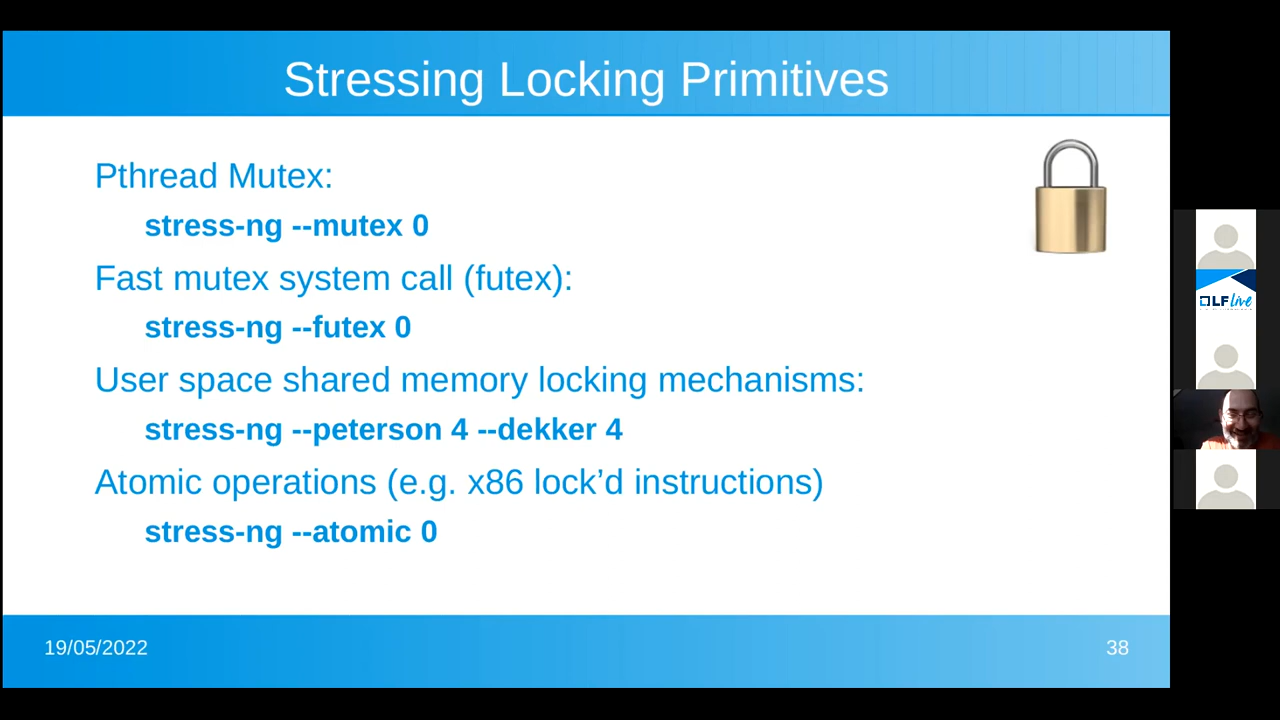 Stressing Locking Primitives
Pthread Mutex:
stress-ng --mutex 0
Fast mutex system call (futex):
stress-ng --futex 0
User space shared memory locking mechanisms:
stress-ng --peterson 4 --dekker 4
Atomic operations (e.g. x86 lock’d instructions)
stress-ng --atomic 0
19/05/2022
38
LF Live